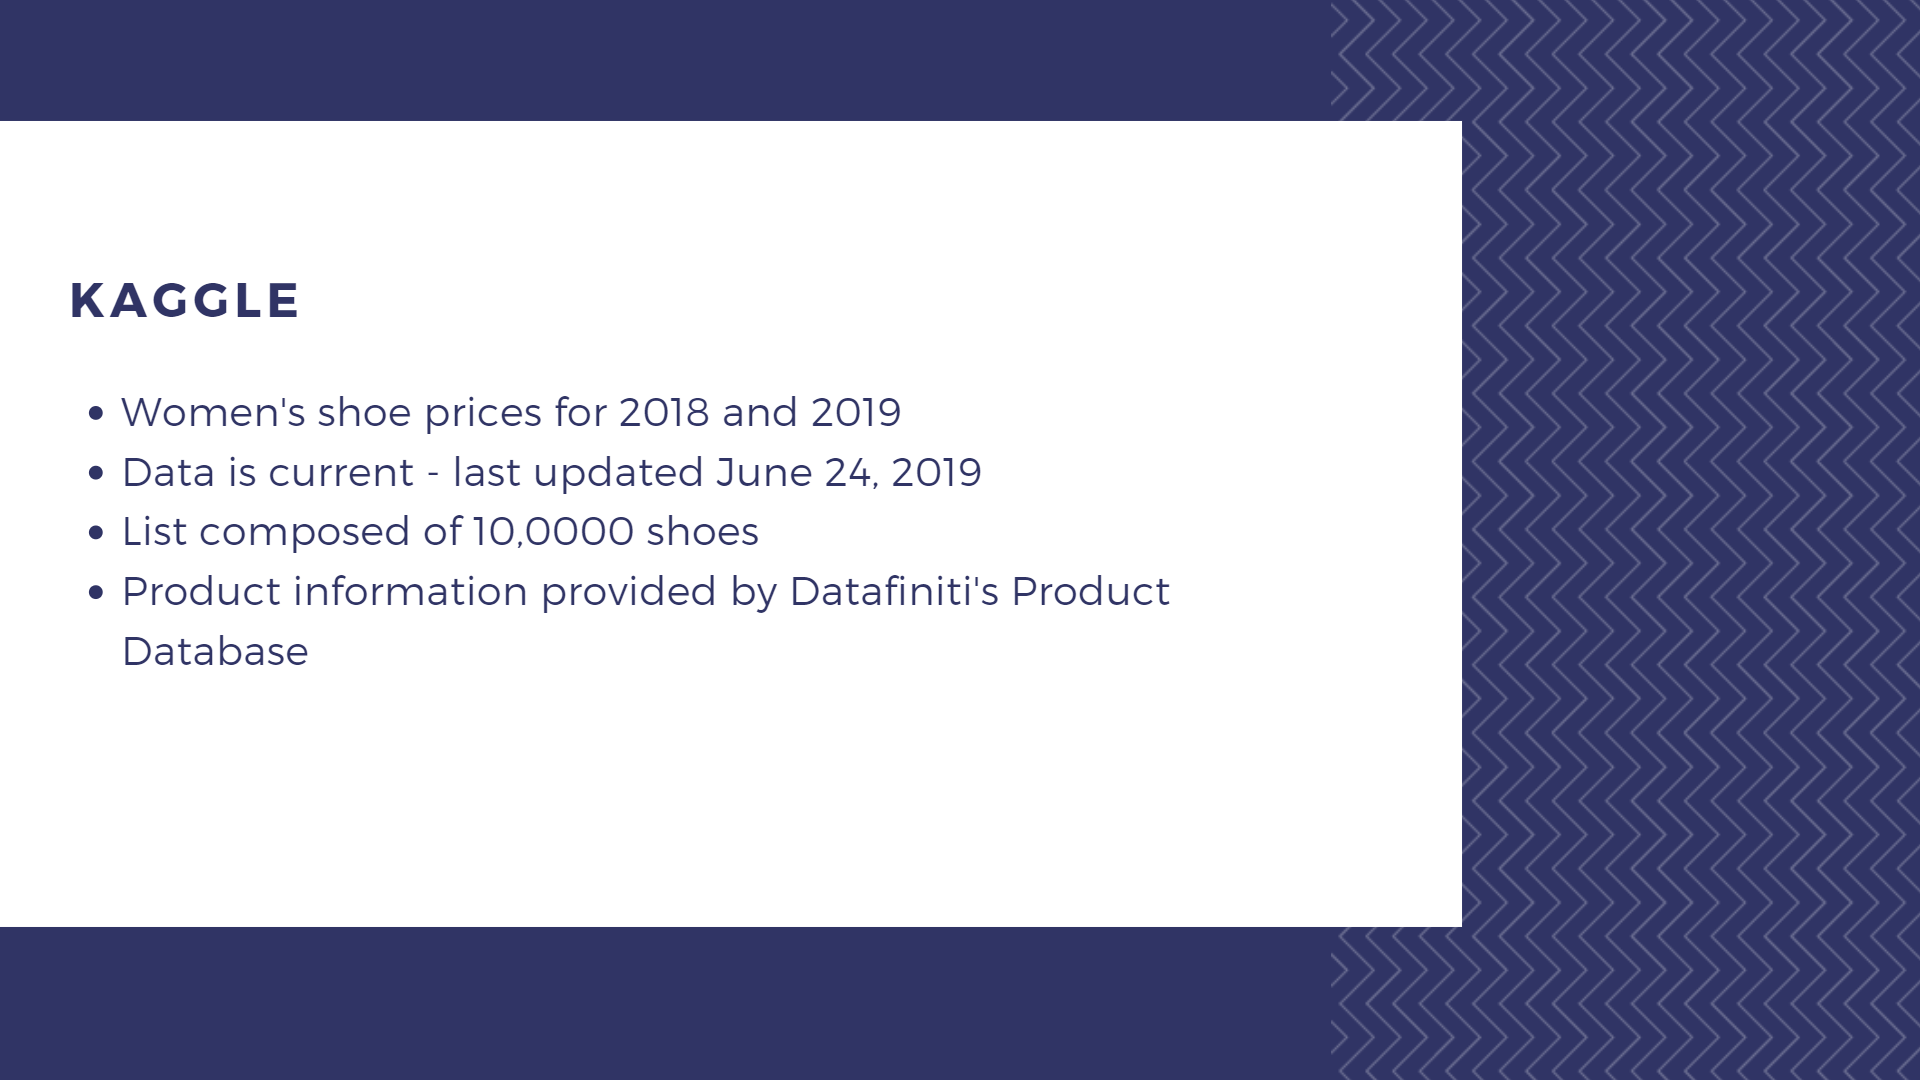 KAGGLE
• Women's shoe prices for 2018 and 2019
• Data is current - last updated June 24, 2019
• List composed of 10,0000 shoes
• Product information provided by Datafiniti's Product
Database